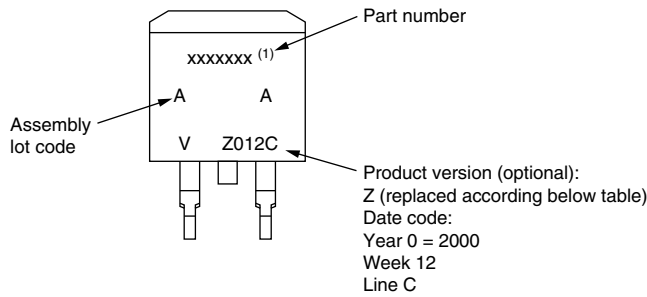 Part number
xxxxxxx (1)
A A
Assembly
lot code
V Z012C
Product version (optional):
Z (replaced according below table)
Date code:
Year 0 = 2000
Week 12
Line C